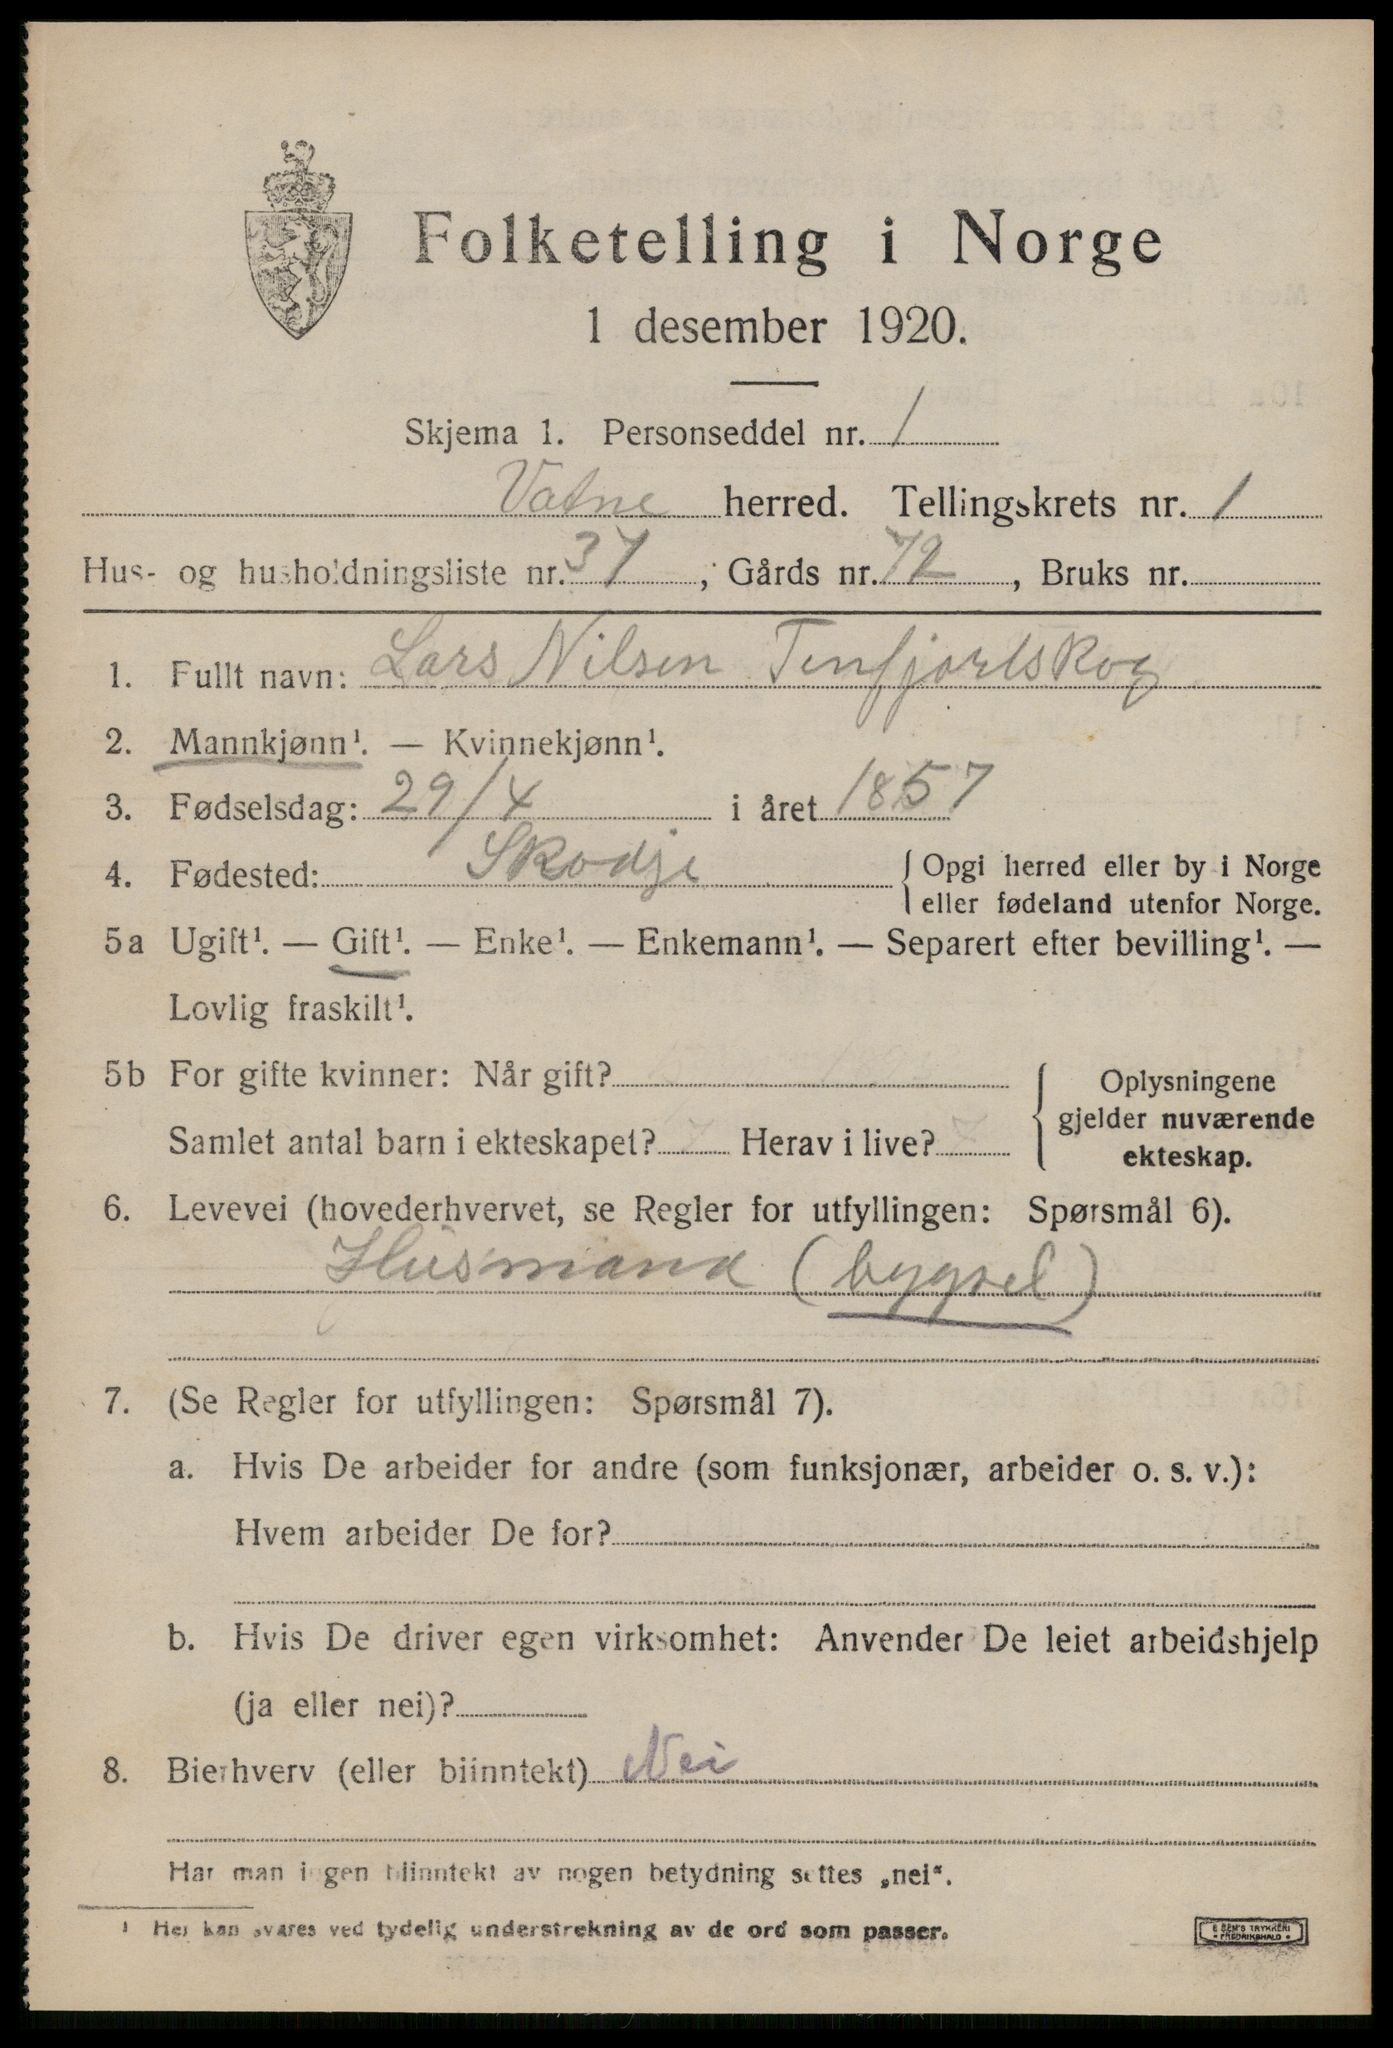 Folketelling i Norge
1 desember 1920.
Skjema 1. Personseddel nr. 1
Vatne herred. Tellingskrets nr. 1
Hus- og husholdningsliste nr. 37, Gårds nr. 72, Bruks nr.
1. Fullt navn: Lars Nilsen Tenfjordskog
2. Mannkjønn¹. — Kvinnekjønn¹.
3. Fødselsdag: 29/4 i året 1857
4. Fødested: Skodje { Opgi herred eller by i Norge
eller fødeland utenfor Norge.
5a Ugift¹. — Gift¹. — Enke¹. — Enkemann¹. — Separert efter bevilling¹. —
Lovlig fraskilt¹.
5b For gifte kvinner: Når gift?
Samlet antal barn i ekteskapet? Herav i live?
{ Oplysningene
gjelder nuværende
ekteskap.
6. Levevei (hovederhvervet, se Regler for utfyllingen: Spørsmål 6).
Husmand (bygsel)
7. (Se Regler for utfyllingen: Spørsmål 7).
a. Hvis De arbeider for andre (som funksjonær, arbeider o. s. v.):
Hvem arbeider De for?
b. Hvis De driver egen virksomhet: Anvender De leiet arbeidshjelp
(ja eller nei)?
8. Bierhverv (eller biinntekt) Nei
Har man ingen biinntekt av nogen betydning settes „nei“.
¹ Her kan svares ved tydelig understrekning av de ord som passer.
E SEM'S TRYKKERI
• FREDRIKSHALD •